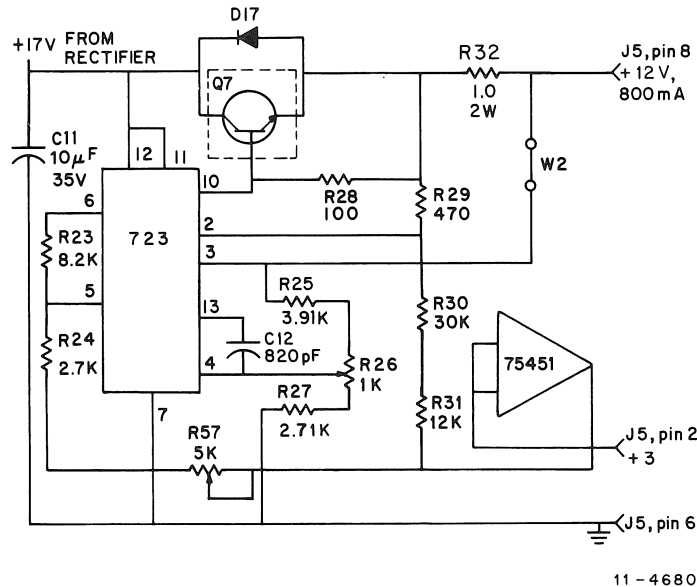 D17
+17V FROM
RECTIFIER
R32
1.0
2W
J5, pin 8
+12V,
800mA
Q7
C11
10µF
35V
12
11
10
W2
6
R28
100
R29
470
2
723
3
R23
8.2K
R25
3.91K
5
13
R30
30K
R24
2.7K
C12
820pF
4
R26
1K
75451
R27
2.71K
R31
12K
7
R57
5K
J5, pin 2
+3
J5, pin 6
11-4680